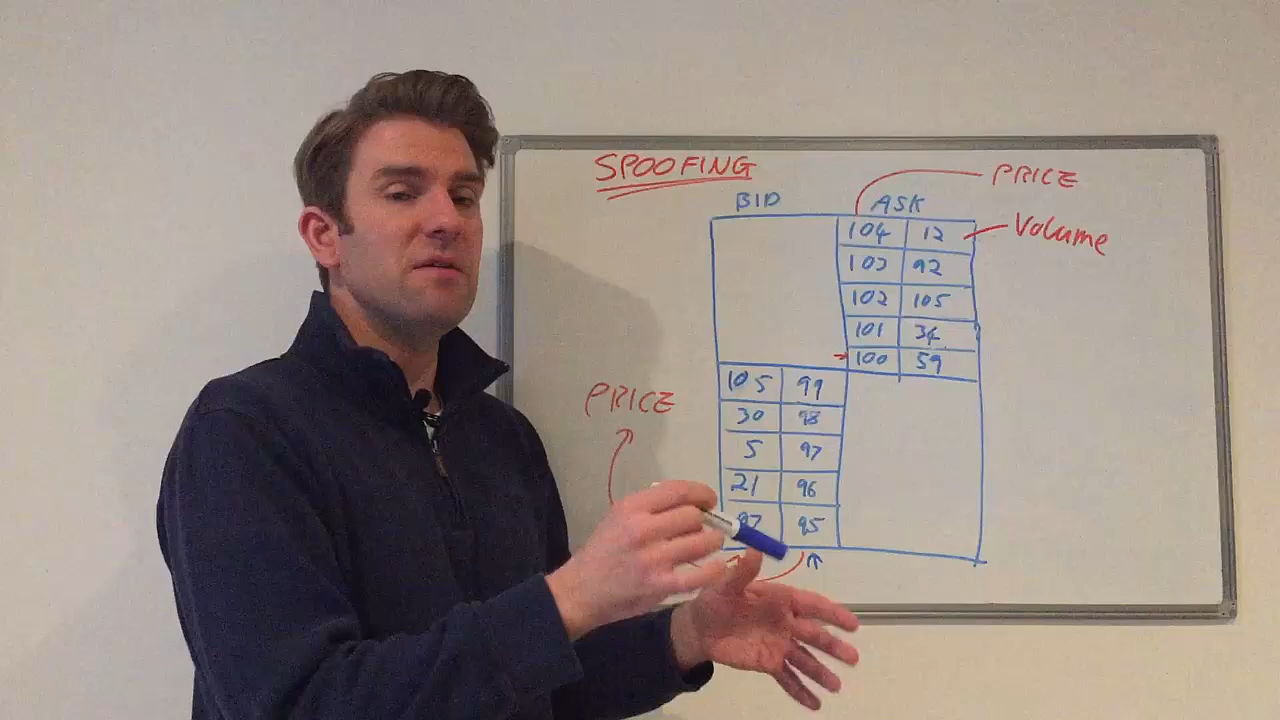 SPOOFING
PRICE
BID ASK
Volume
104 12
103 92
102 105
101 34
100 59
105 99
PRICE
30 98
5 97
21 96
95